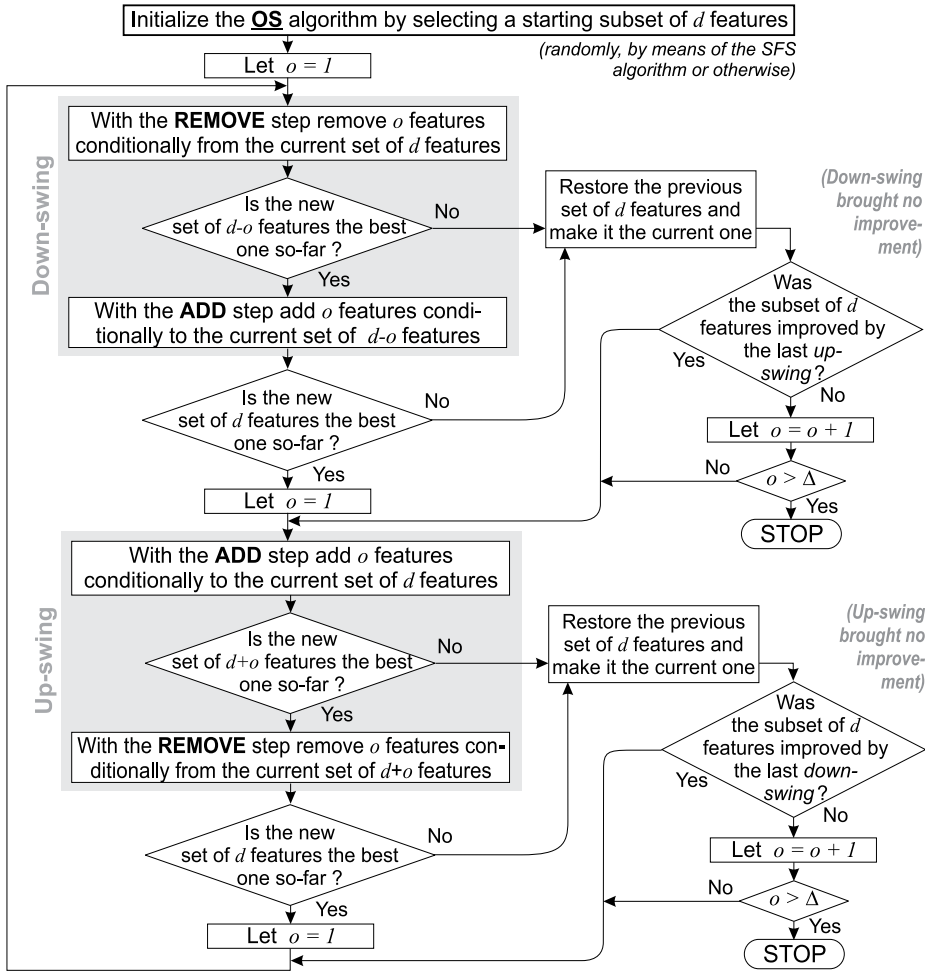 Initialize the OS algorithm by selecting a starting subset of d features
(randomly, by means of the SFS
algorithm or otherwise)
Let o = 1
Down-swing
With the REMOVE step remove o features
conditionally from the current set of d features
Is the new
set of d-o features the best
one so-far ?
No
Yes
With the ADD step add o features condi-
tionally to the current set of d-o features
Is the new
set of d features the best
one so-far ?
No
Yes
Let o = 1
Restore the previous
set of d features and
make it the current one
(Down-swing
brought no
improve-
ment)
Was
the subset of d
features improved by
the last up-
swing ?
Yes
No
Let o = o + 1
No
o > Δ
Yes
STOP
Up-swing
With the ADD step add o features
conditionally to the current set of d features
Is the new
set of d+o features the best
one so-far ?
No
Yes
With the REMOVE step remove o features con-
ditionally from the current set of d+o features
Is the new
set of d features the best
one so-far ?
No
Yes
Let o = 1
Restore the previous
set of d features and
make it the current one
(Up-swing
brought no
improve-
ment)
Was
the subset of d
features improved by
the last down-
swing ?
Yes
No
Let o = o + 1
No
o > Δ
Yes
STOP